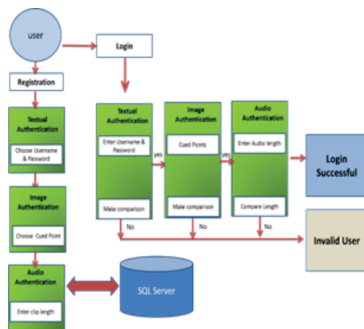 user
Login
Registration
Textual
Authentication
Choose Username
& Password
Image
Authentication
Choose Cued Point
Audio
Authentication
Enter clip length
SQL Server
Textual
Authentication
Enter Username &
Password
Make comparison
yes
Image
Authentication
Cued Points
Make comparison
yes
Audio
Authentication
Enter Audio length
Compare Length
No
No
No
Login
Successful
Invalid User